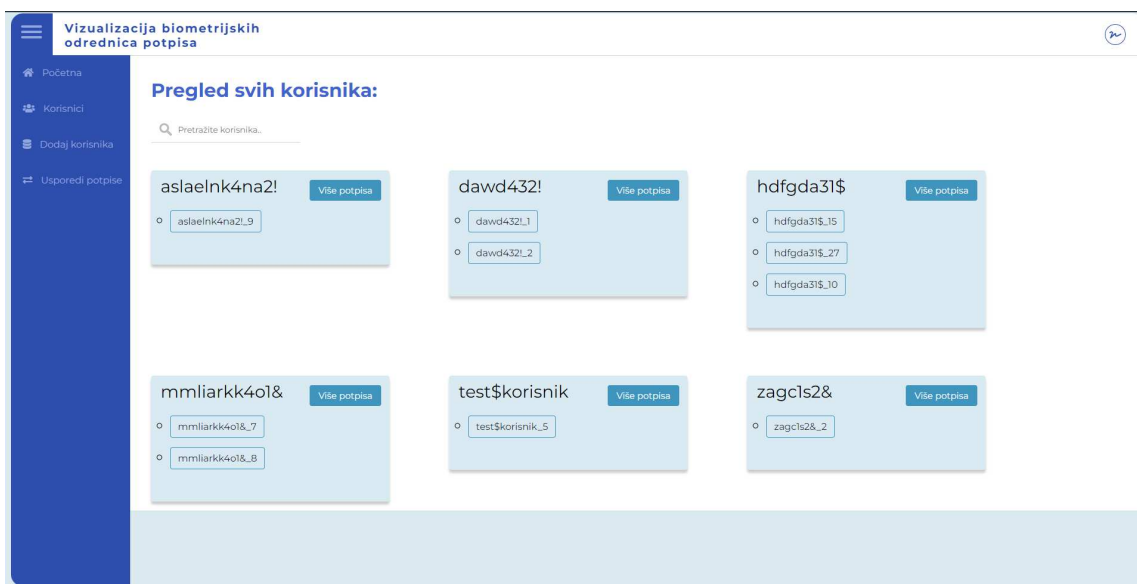 Vizualizacija biometrijskih
odrednica potpisa
Početna
Korisnici
Dodaj korisnika
Usporedi potpise
Pregled svih korisnika:
Pretražite korisnika..
aslaelnk4na2!
Više potpisa
aslaelnk4na2!_9
dawd432!
Više potpisa
dawd432!_1
dawd432!_2
hdfgda31$
Više potpisa
hdfgda31$_15
hdfgda31$_27
hdfgda31$_10
mmliarkk4o1&
Više potpisa
mmliarkk4o1&_7
mmliarkk4o1&_8
test$korisnik
Više potpisa
test$korisnik_5
zagc1s2&
Više potpisa
zagc1s2&_2